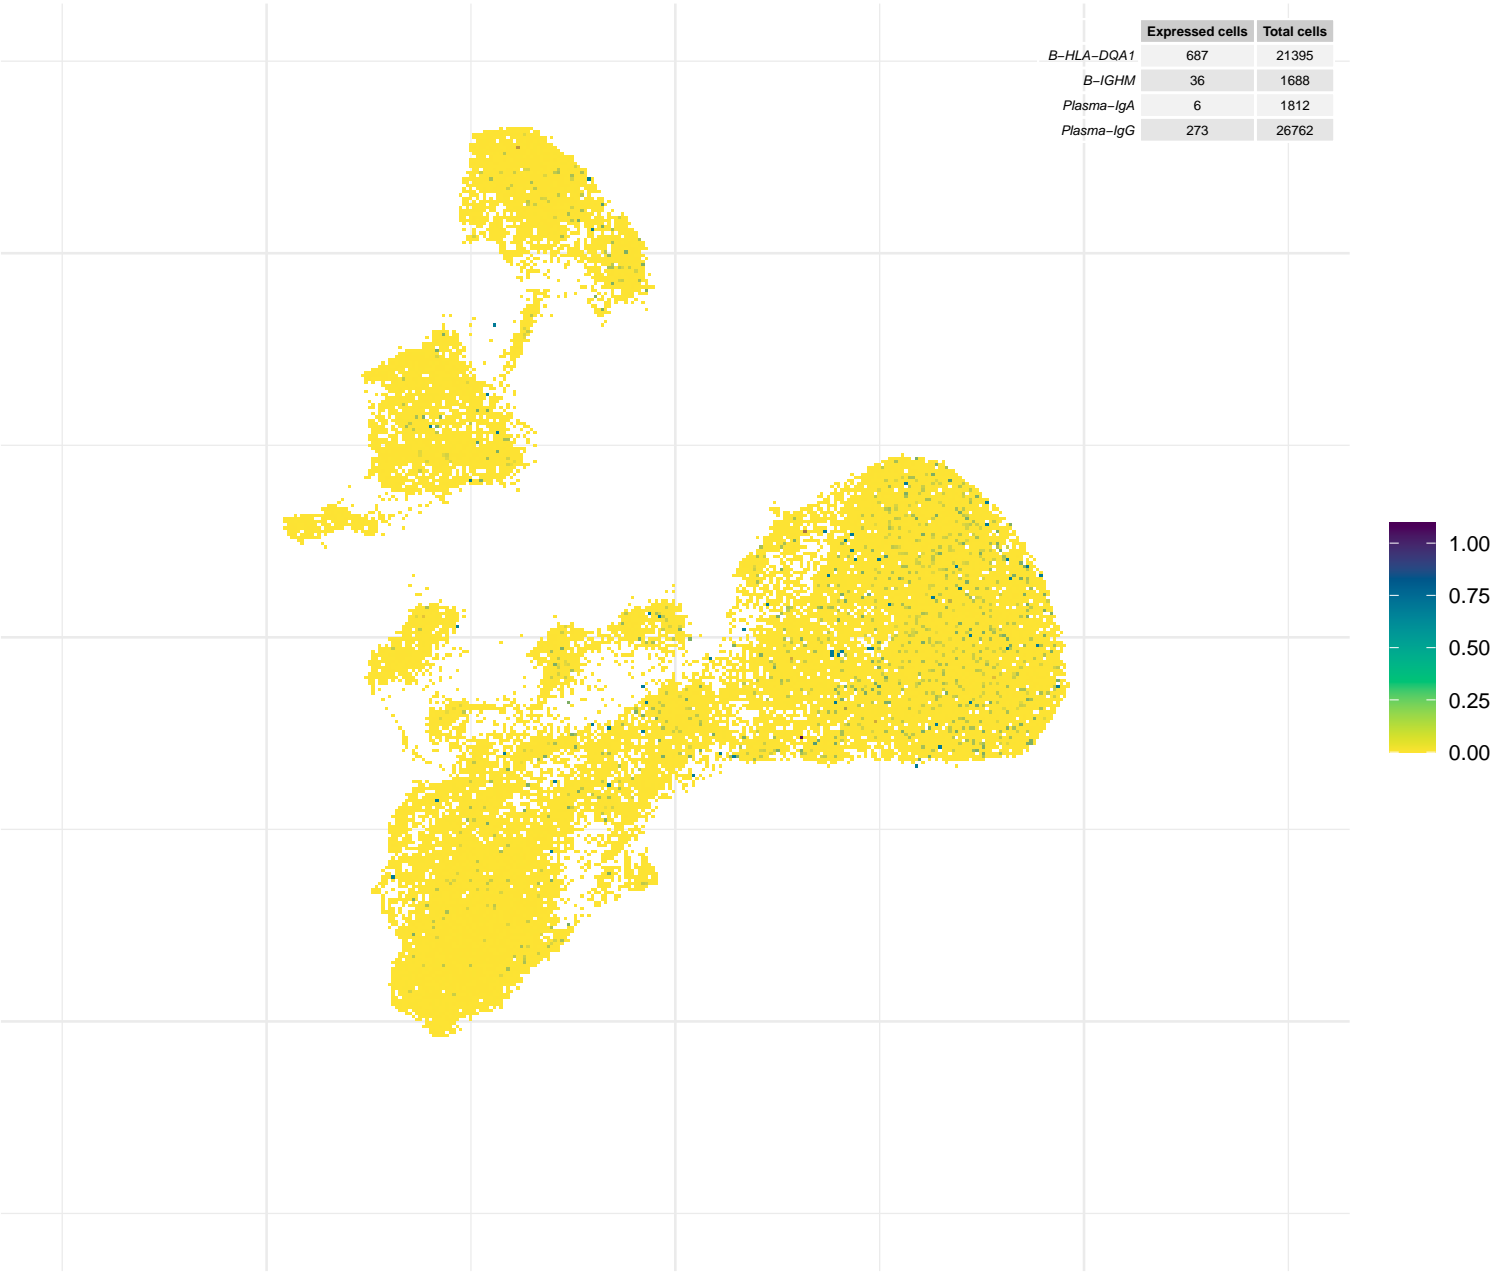 Expressed cells Total cells
B−HLA−DQA1 687 21395
B−IGHM 36 1688
Plasma−IgA 6 1812
Plasma−IgG 273 26762
1.00
0.75
0.50
0.25
0.00